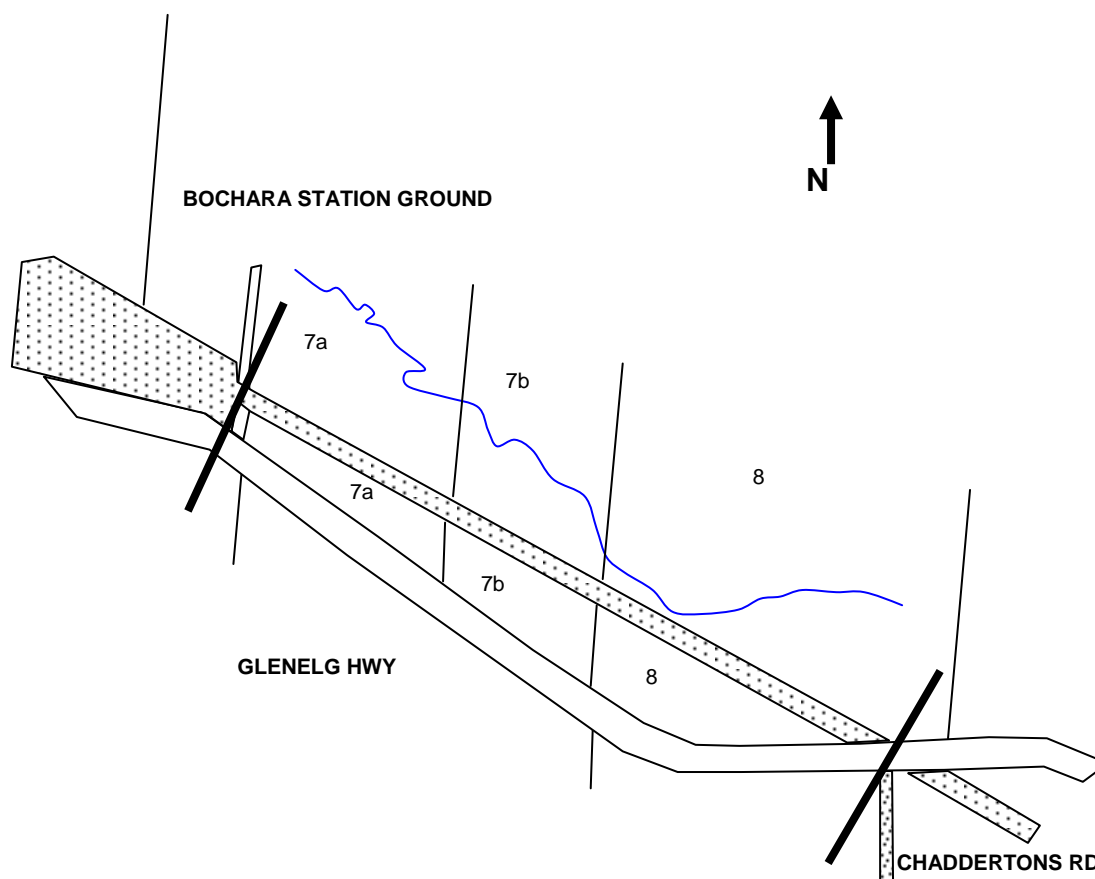 N
BOCHARA STATION GROUND
7a
7b
8
7a
7b
GLENELG HWY
8
CHADDERTONS RD